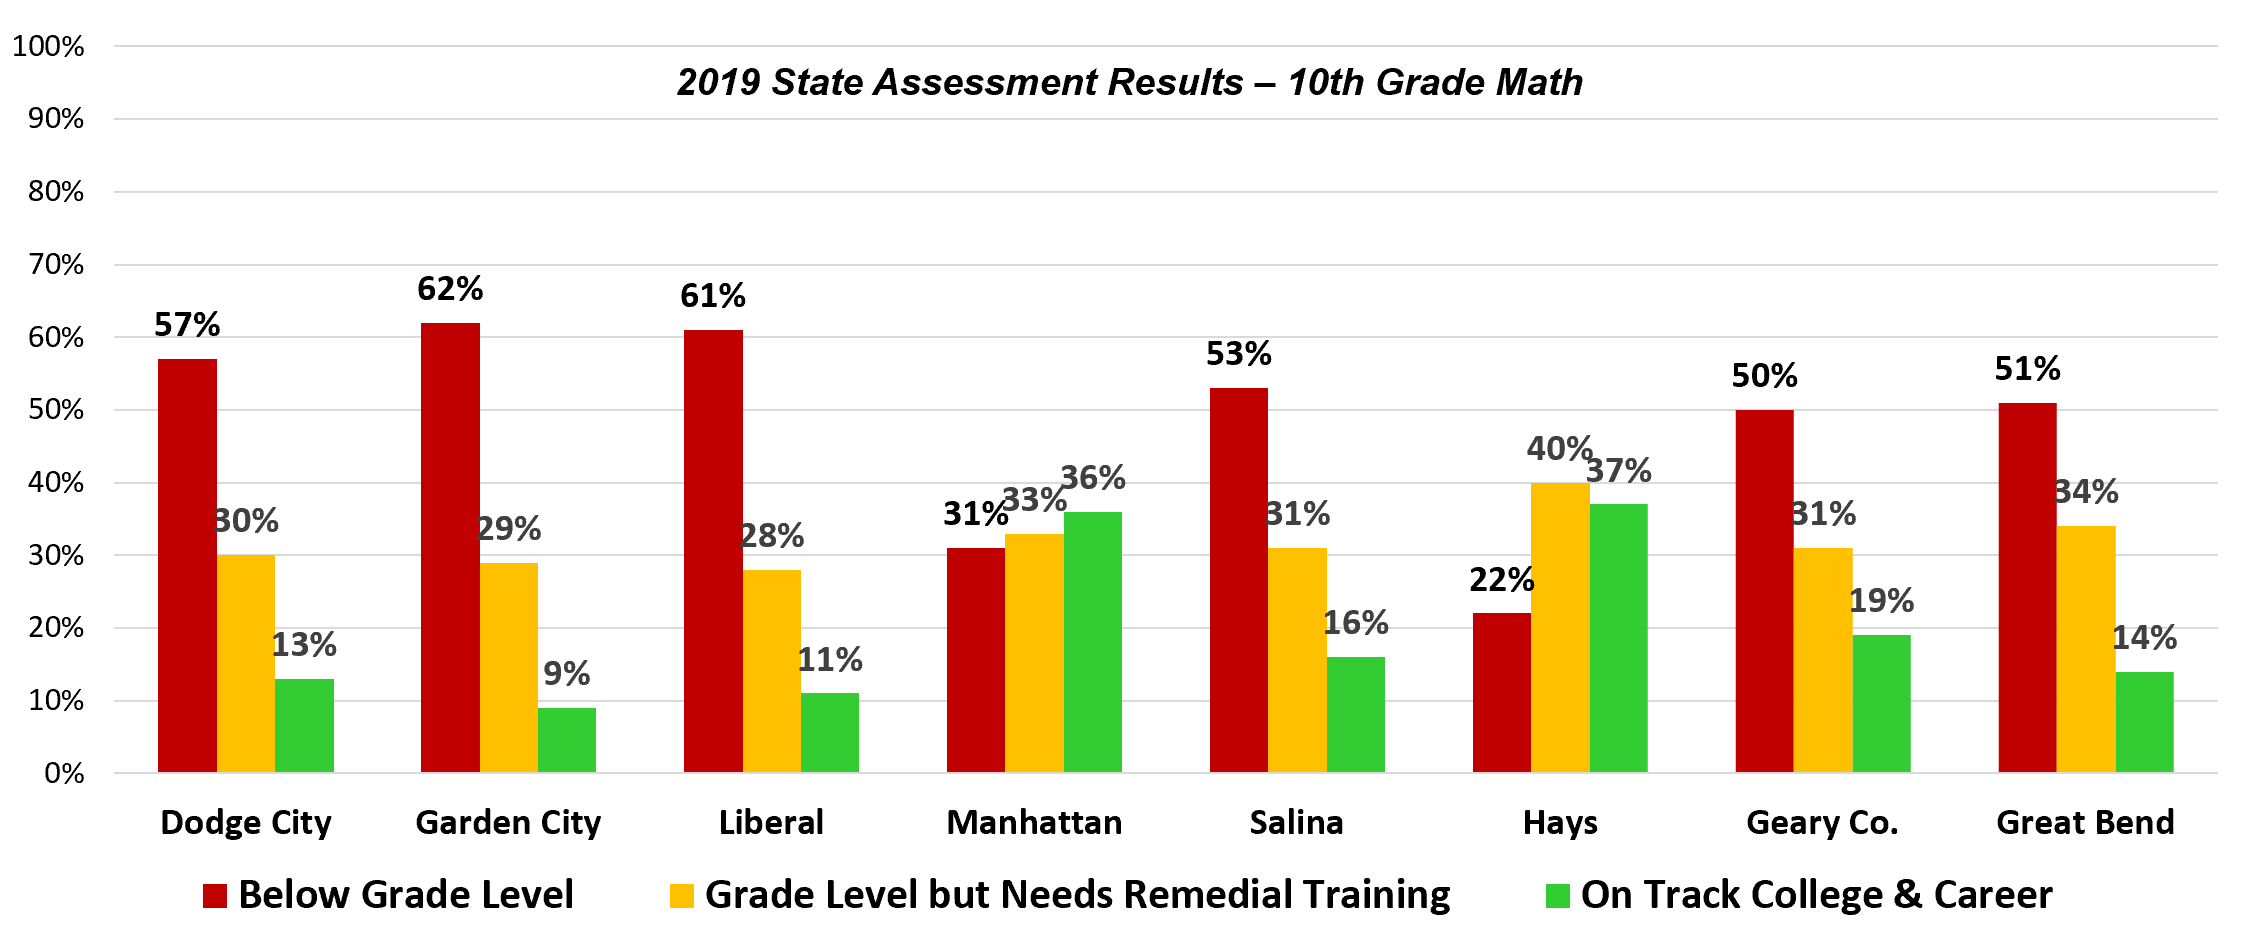 2019 State Assessment Results – 10th Grade Math
100%
90%
80%
70%
60%
50%
40%
30%
20%
10%
0%
57% 30% 13%
62% 29% 9%
61% 28% 11%
31% 33% 36%
53% 31% 16%
22% 40% 37%
50% 31% 19%
51% 34% 14%
Dodge City Garden City Liberal Manhattan Salina Hays Geary Co. Great Bend
Below Grade Level Grade Level but Needs Remedial Training On Track College & Career